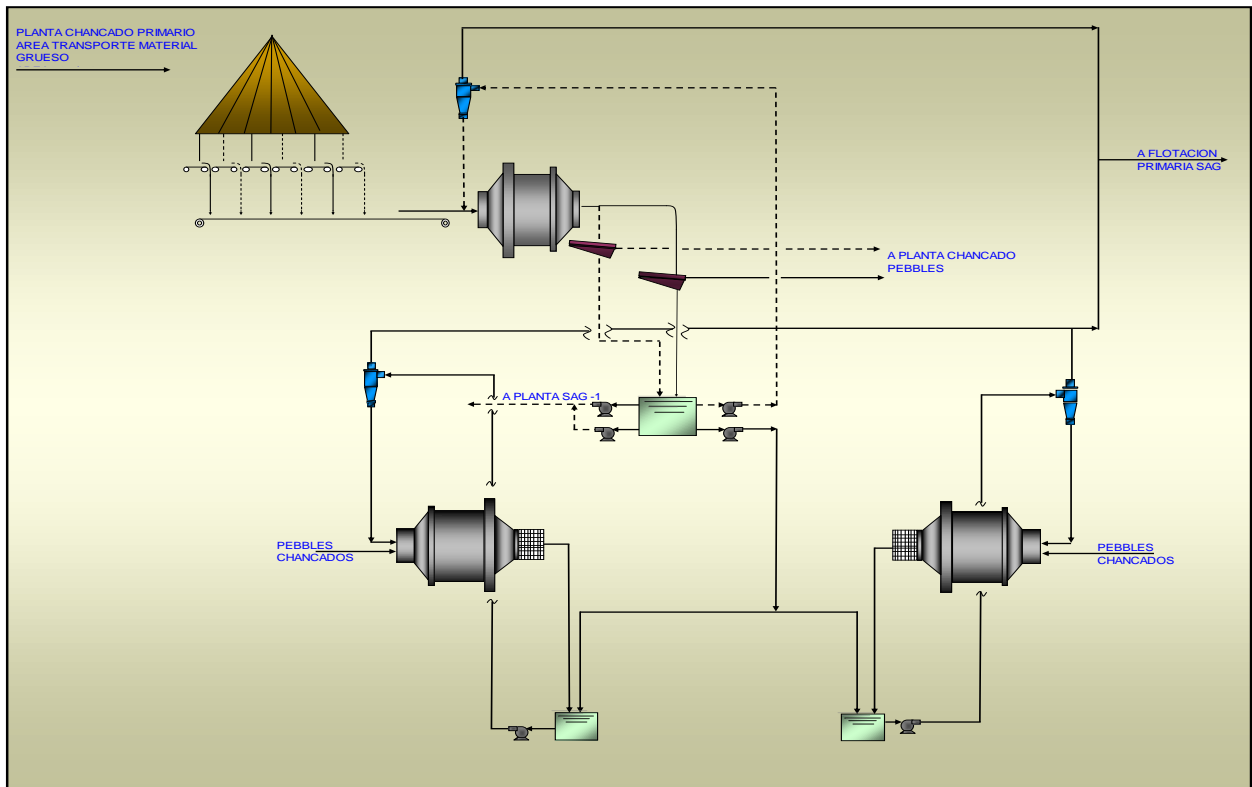 PLANTA CHANCADO PRIMARIO
AREA TRANSPORTE MATERIAL
GRUESO
A FLOTACION
PRIMARIA SAG
A PLANTA CHANCADO
PEBBLES
A PLANTA SAG -1
PEBBLES
CHANCADOS
PEBBLES
CHANCADOS